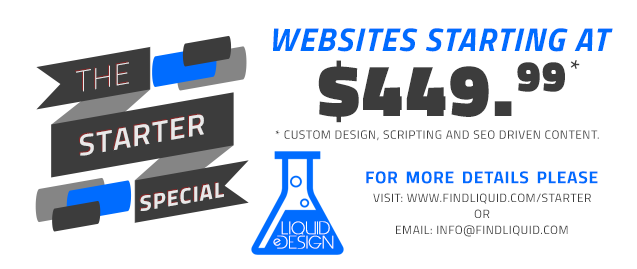 THE
STARTER
SPECIAL
WEBSITES STARTING AT
$449.99*
* CUSTOM DESIGN, SCRIPTING AND SEO DRIVEN CONTENT.
LIQUID
eDESIGN
FOR MORE DETAILS PLEASE
VISIT: WWW.FINDLIQUID.COM/STARTER
OR
EMAIL: INFO@FINDLIQUID.COM